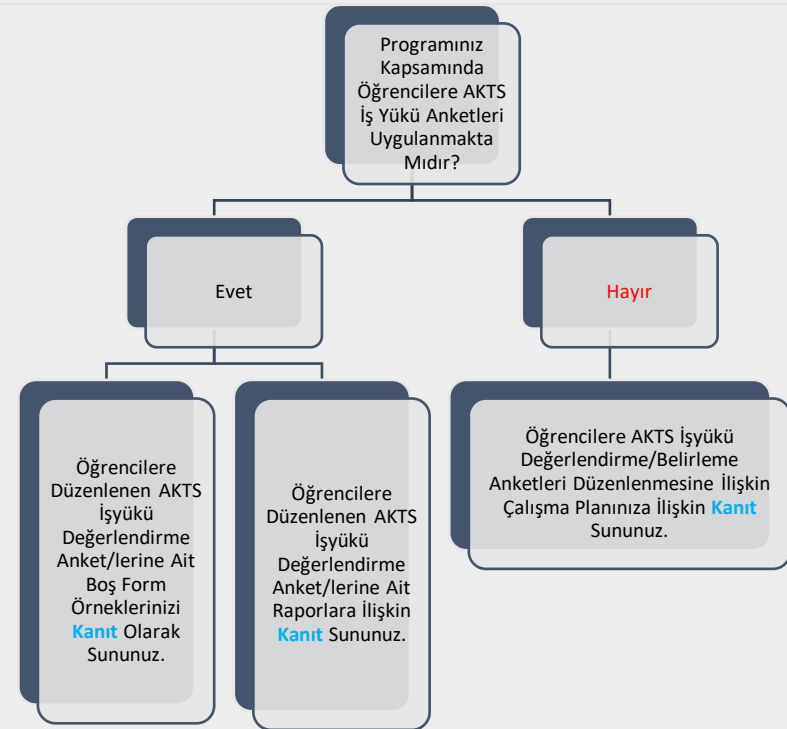 Programınız
Kapsamında
Öğrencilere AKTS
İş Yükü Anketleri
Uygulanmakta
Mıdır?
Evet
Hayır
Öğrencilere
Düzenlenen AKTS
İşyükü
Değerlendirme
Anket/lerine Ait
Boş Form
Örneklerinizi
Kanıt Olarak
Sununuz.
Öğrencilere
Düzenlenen AKTS
İşyükü
Değerlendirme
Anket/lerine Ait
Raporlara İlişkin
Kanıt Sununuz.
Öğrencilere AKTS İşyükü
Değerlendirme/Belirleme
Anketleri Düzenlenmesine İlişkin
Çalışma Planınıza İlişkin Kanıt
Sununuz.